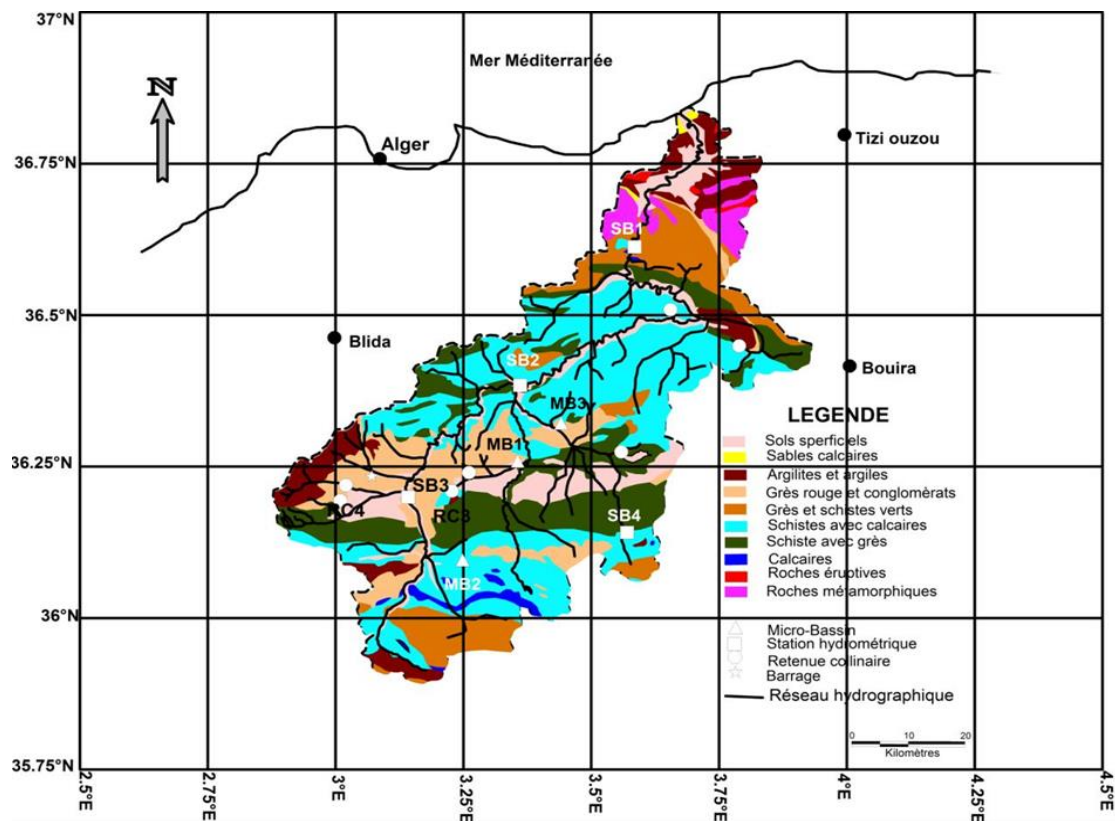 37°N
Mer Méditerranée
N
Alger
Tizi ouzou
36.75°N
SB1
36.5°N
Blida
SB2
Bouira
MB3
LEGENDE
Sols sperficiels
Sables calcaires
MB1
36.25°N
Argilites et argiles
SB3
Grès rouge et conglomèrats
RC4
RC3
SB4
Grès et schistes verts
Schistes avec calcaires
Schiste avec grès
MB2
Calcaires
Roches éruptives
Roches métamorphiques
36°N
Micro-Bassin
Station hydrométrique
Retenue collinaire
Barrage
Réseau hydrographique
0 10 20
Kilomètres
35.75°N
2.5°E
2.75°E
3°E
3.25°E
3.5°E
3.75°E
4°E
4.25°E
4.5°E